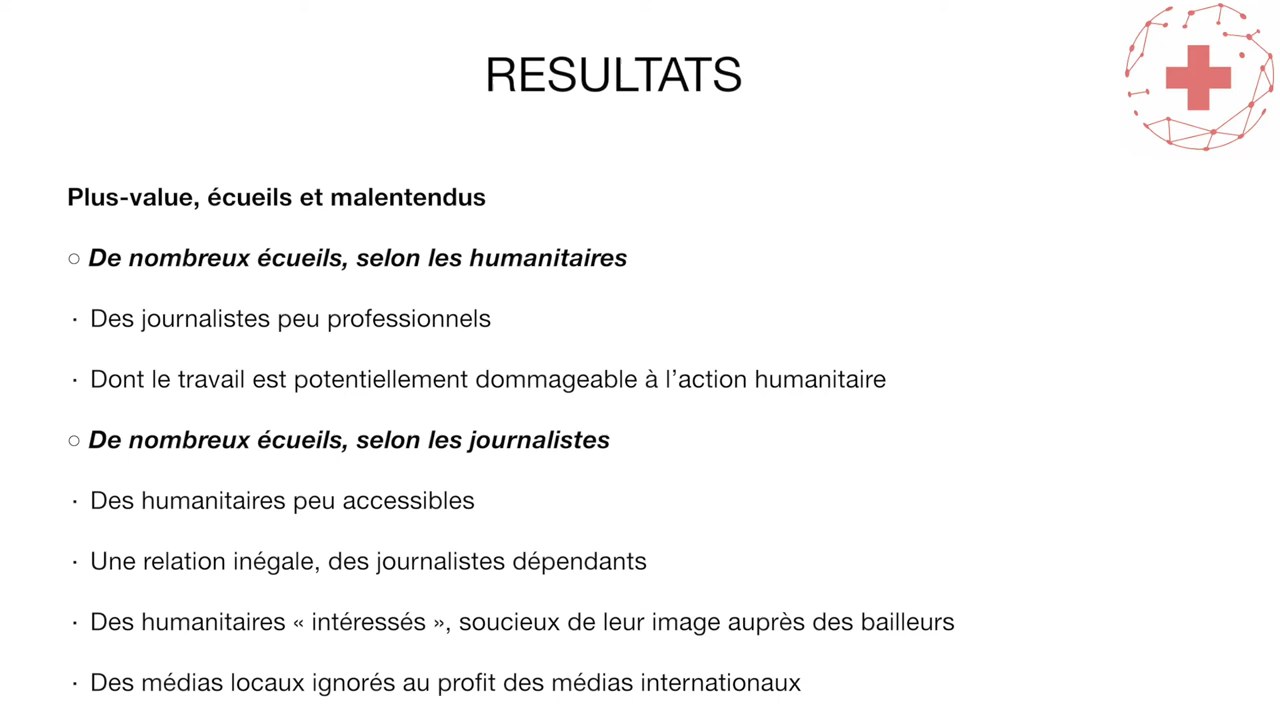 RESULTATS
Plus-value, écueils et malentendus
○ De nombreux écueils, selon les humanitaires
· Des journalistes peu professionnels
· Dont le travail est potentiellement dommageable à l’action humanitaire
○ De nombreux écueils, selon les journalistes
· Des humanitaires peu accessibles
· Une relation inégale, des journalistes dépendants
· Des humanitaires « intéressés », soucieux de leur image auprès des bailleurs
· Des médias locaux ignorés au profit des médias internationaux